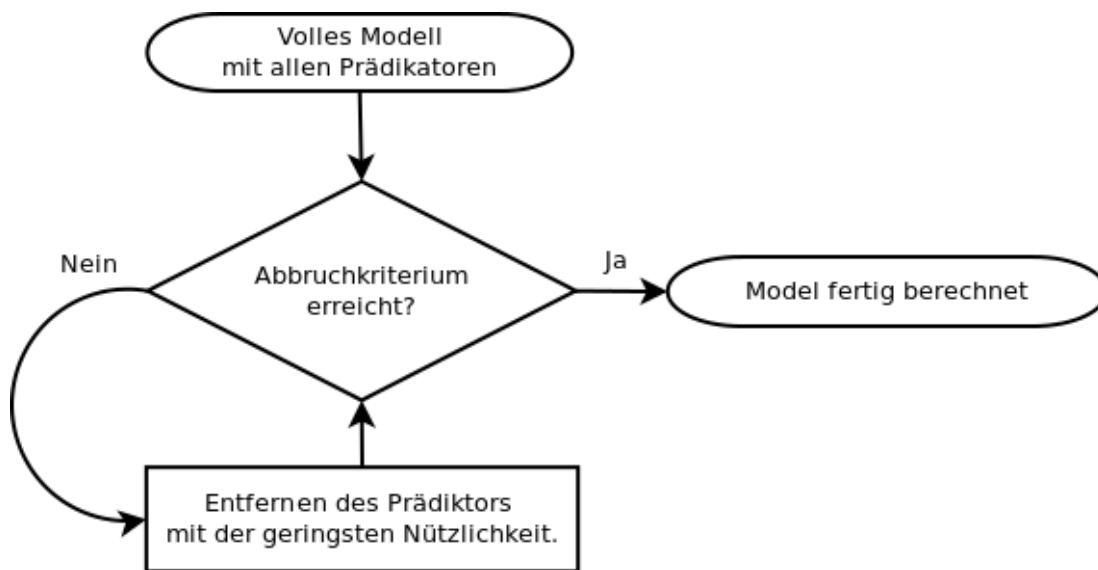 Volles Modell
mit allen Prädikatoren
Nein
Abbruchkriterium
erreicht?
Ja
Model fertig berechnet
Entfernen des Prädiktors
mit der geringsten Nützlichkeit.